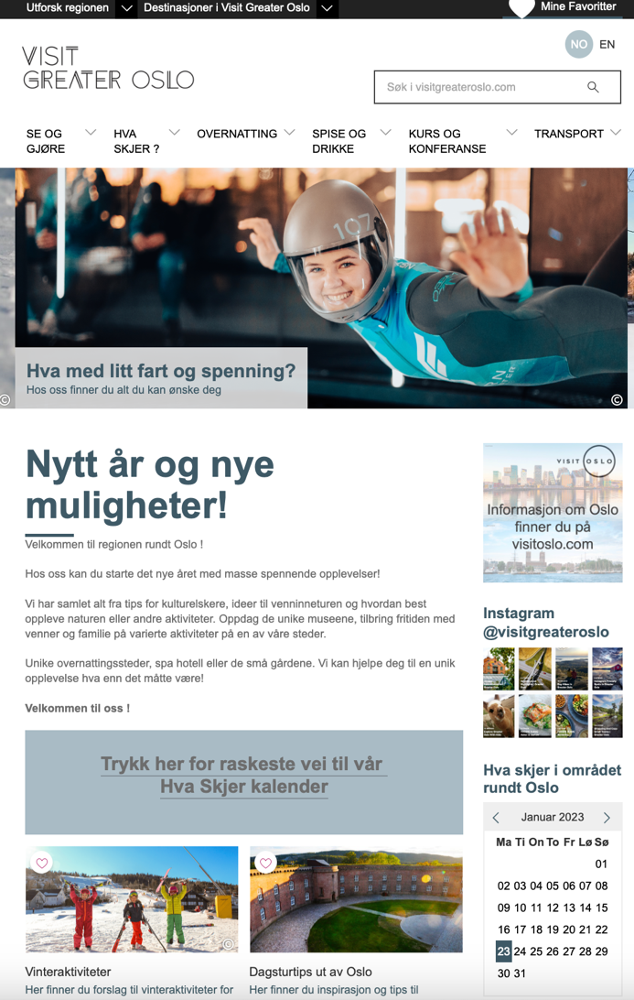 Utforsk regionen
Destinasjoner i Visit Greater Oslo
Mine Favoritter
VISIT
GREATER OSLO
NO
EN
Søk i visitgreateroslo.com
SE OG
GJØRE
HVA
SKJER ?
OVERNATTING
SPISE OG
DRIKKE
KURS OG
KONFERANSE
TRANSPORT
107
Hva med litt fart og spenning?
Hos oss finner du alt du kan ønske deg
©
©
Nytt år og nye
muligheter!
Velkommen til regionen rundt Oslo !
Hos oss kan du starte det nye året med masse spennende opplevelser!
Vi har samlet alt fra tips for kulturelskere, ideer til venninneturen og hvordan best
oppleve naturen eller andre aktiviteter. Oppdag de unike museene, tilbring fritiden med
venner og familie på varierte aktiviteter på en av våre steder.
Unike overnattingssteder, spa hotell eller de små gårdene. Vi kan hjelpe deg til en unik
opplevelse hva enn det måtte være!
Velkommen til oss !
Trykk her for raskeste vei til vår
Hva Skjer kalender
©
Vinteraktiviteter
Her finner du forslag til vinteraktiviteter for
Dagsturtips ut av Oslo
Her finner du inspirasjon og tips til
VISIT OSLO
Informasjon om Oslo
finner du på
visitoslo.com
Instagram
@visitgreateroslo
Hva skjer i området
rundt Oslo
Januar 2023
Ma Ti On To Fr Lø Sø
01
02 03 04 05 06 07 08
09 10 11 12 13 14 15
16 17 18 19 20 21 22
23 24 25 26 27 28 29
30 31